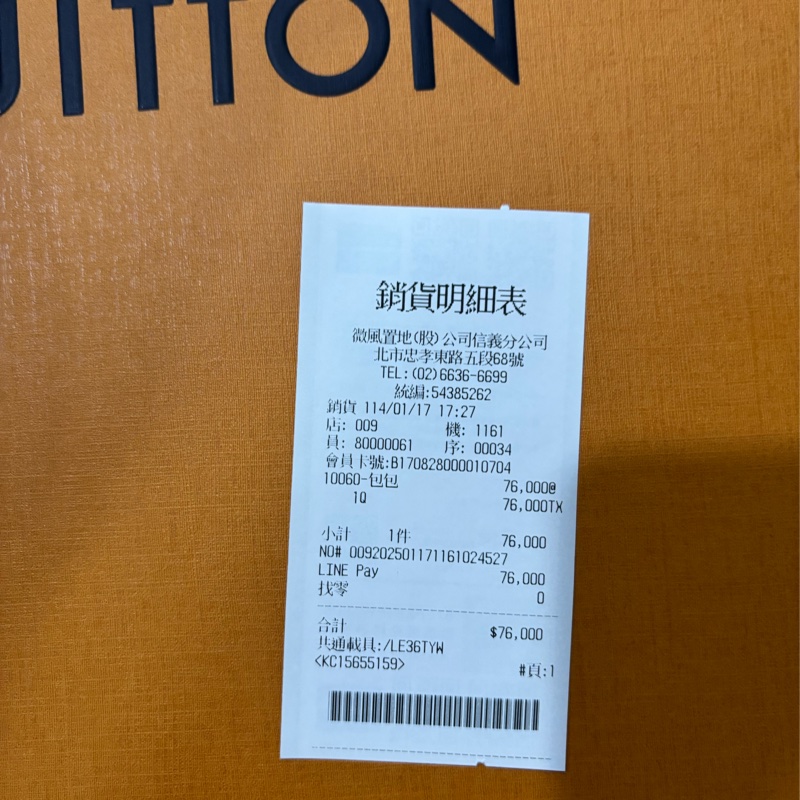 UITTON
銷貨明細表
微風置地(股)公司信義分公司
北市忠孝東路五段68號
TEL:(02)6636-6699
統編:54385262
銷貨 114/01/17 17:27
店: 009 機: 1161
員: 80000061 序: 00034
會員卡號:B170828000010704
10060-包包 76,000@
1Q 76,000TX
小計 1件 76,000
NO# 009202501171161024527
LINE Pay 76,000
找零 0
合計 $76,000
共通載具:/LE36TYW
<KC15655159> #頁:1